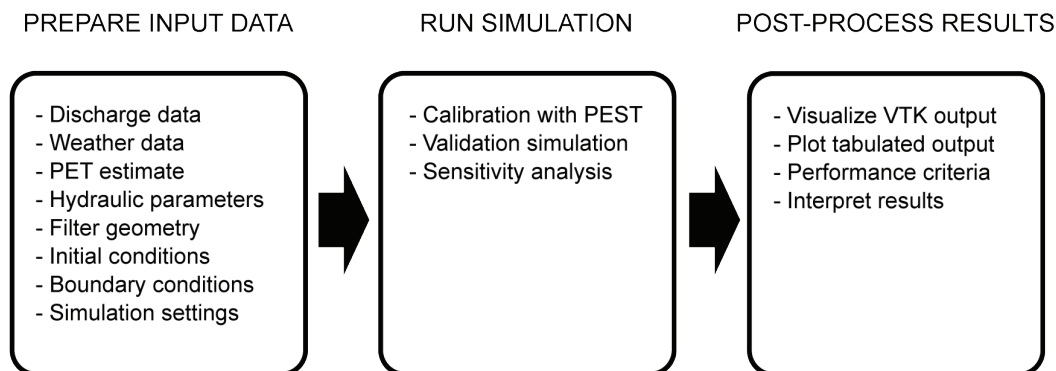 PREPARE INPUT DATA
- Discharge data
- Weather data
- PET estimate
- Hydraulic parameters
- Filter geometry
- Initial conditions
- Boundary conditions
- Simulation settings
RUN SIMULATION
- Calibration with PEST
- Validation simulation
- Sensitivity analysis
POST-PROCESS RESULTS
- Visualize VTK output
- Plot tabulated output
- Performance criteria
- Interpret results